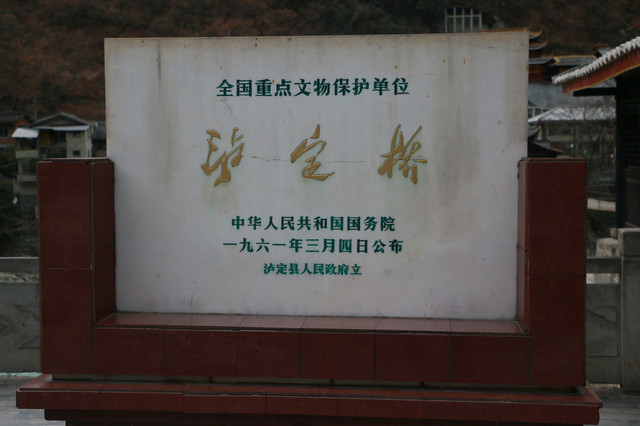 全国重点文物保护单位
泸定桥
中华人民共和国国务院
一九六一年三月四日公布
泸定县人民政府立